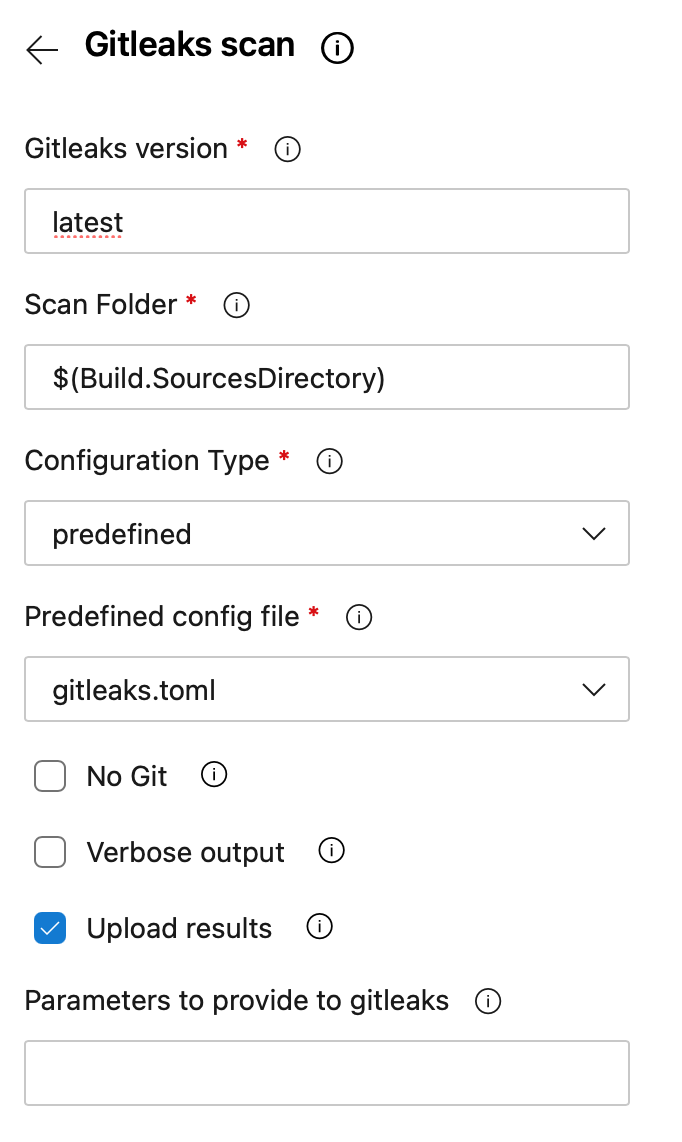 Gitleaks scan
Gitleaks version *
latest
Scan Folder *
$(Build.SourcesDirectory)
Configuration Type *
predefined
Predefined config file *
gitleaks.toml
No Git
Verbose output
Upload results
Parameters to provide to gitleaks